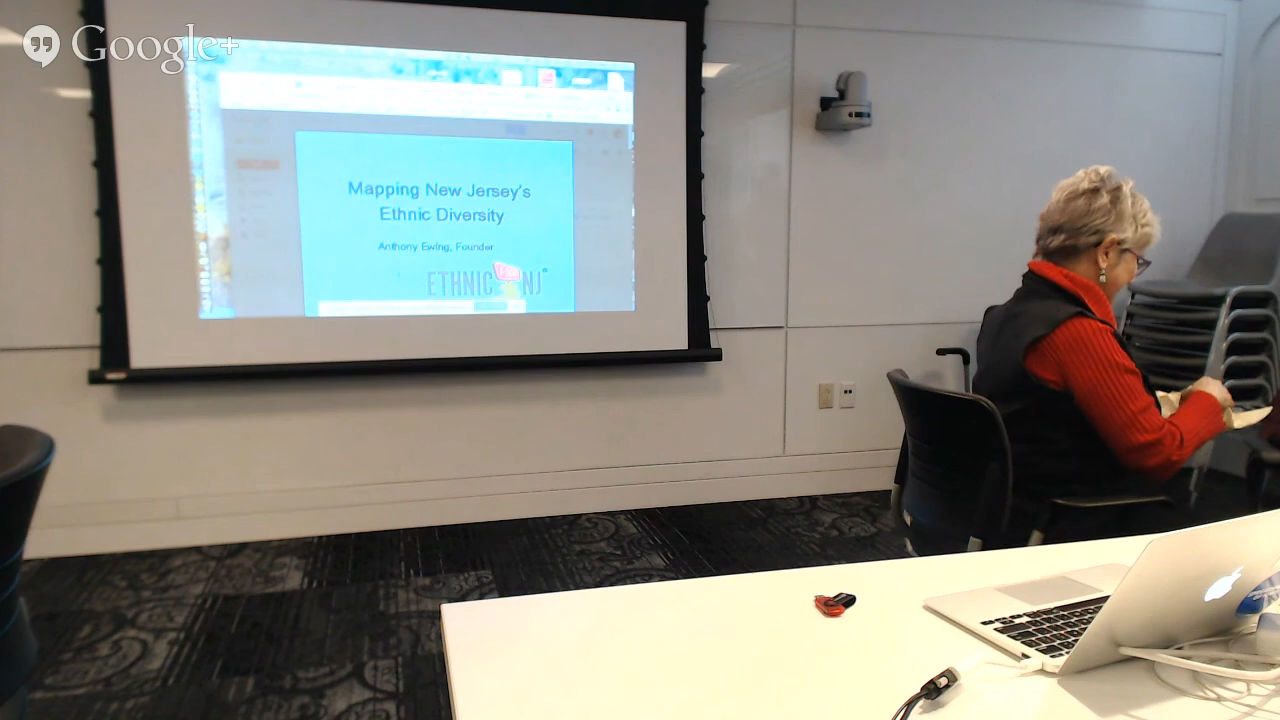 Google+
Mapping New Jersey's
Ethnic Diversity
Anthony Ewing, Founder
ETHNIC NJ